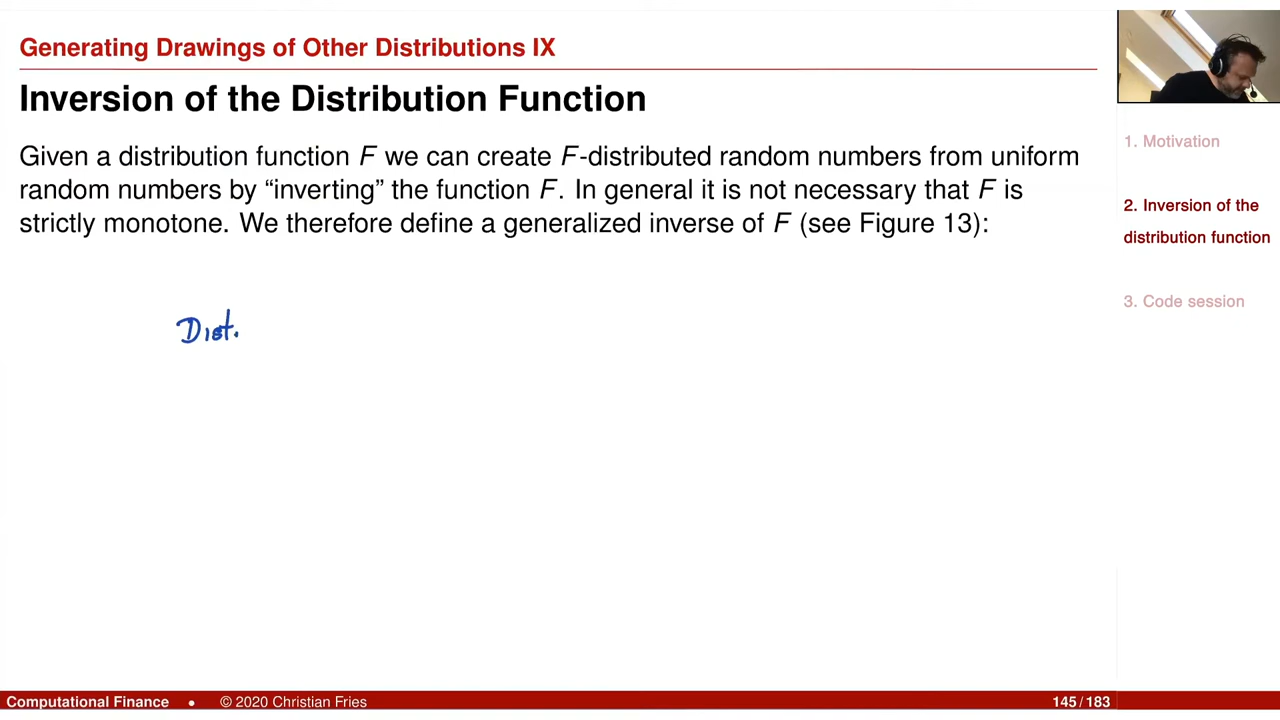 Generating Drawings of Other Distributions IX
Inversion of the Distribution Function
Given a distribution function F we can create F-distributed random numbers from uniform
random numbers by “inverting” the function F. In general it is not necessary that F is
strictly monotone. We therefore define a generalized inverse of F (see Figure 13):
Dist.
1. Motivation
2. Inversion of the
distribution function
3. Code session
Computational Finance • © 2020 Christian Fries 145 / 183